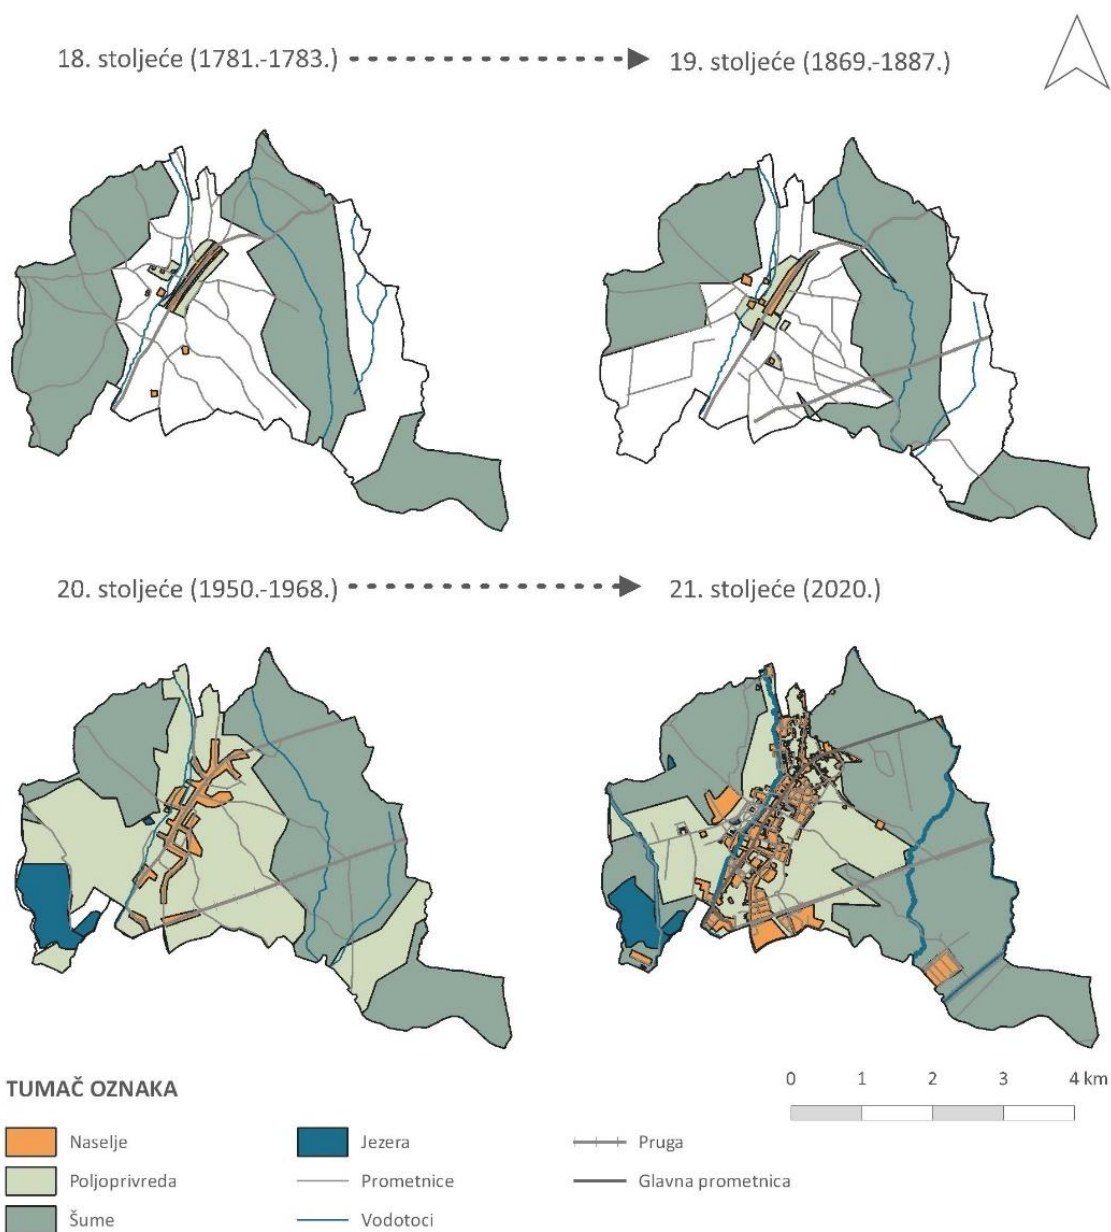 18. stoljeće (1781.-1783.)
19. stoljeće (1869.-1887.)
20. stoljeće (1950.-1968.)
21. stoljeće (2020.)
TUMAČ OZNAKA
0 1 2 3 4 km
Naselje
Jezera
Pruga
Poljoprivreda
Prometnice
Glavna prometnica
Šume
Vodotoci